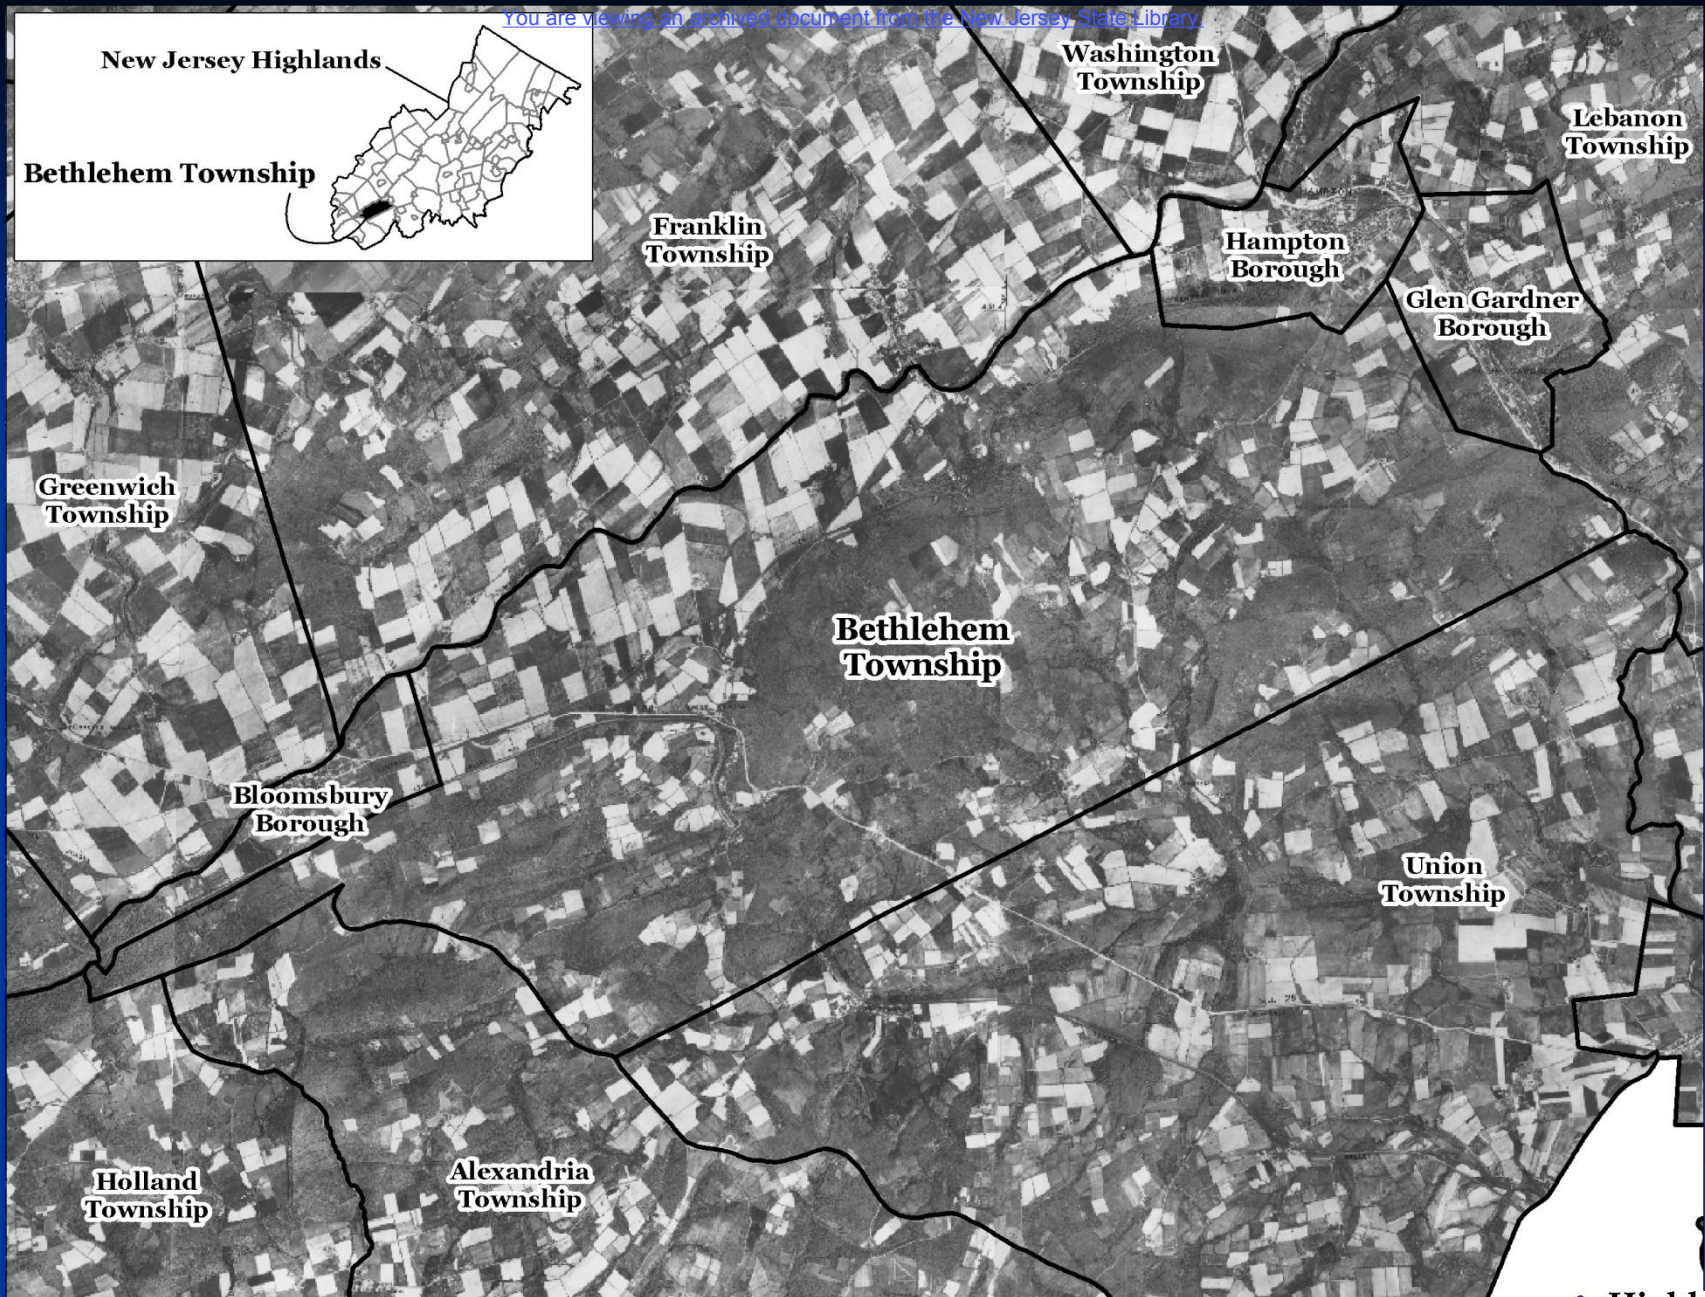 You are viewing an archived document from the New Jersey State Library.
New Jersey Highlands
Bethlehem Township
Washington
Township
Lebanon
Township
Franklin
Township
Hampton
Borough
Glen Gardner
Borough
Greenwich
Township
Bethlehem
Township
Bloomsbury
Borough
Union
Township
Holland
Township
Alexandria
Township